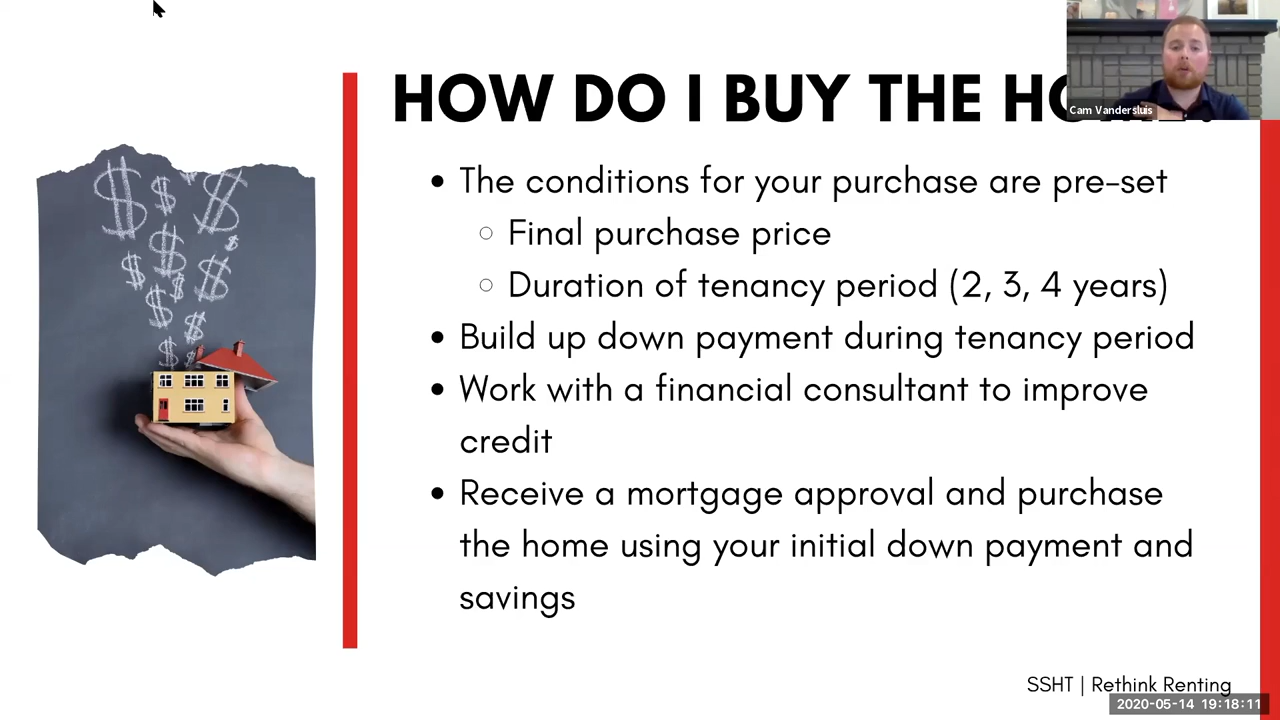 HOW DO I BUY THE
Cam Vandersluis
• The conditions for your purchase are pre-set
○ Final purchase price
○ Duration of tenancy period (2, 3, 4 years)
• Build up down payment during tenancy period
• Work with a financial consultant to improve
credit
• Receive a mortgage approval and purchase
the home using your initial down payment and
savings
SSHT | Rethink Renting
2020-05-14 19:18:11